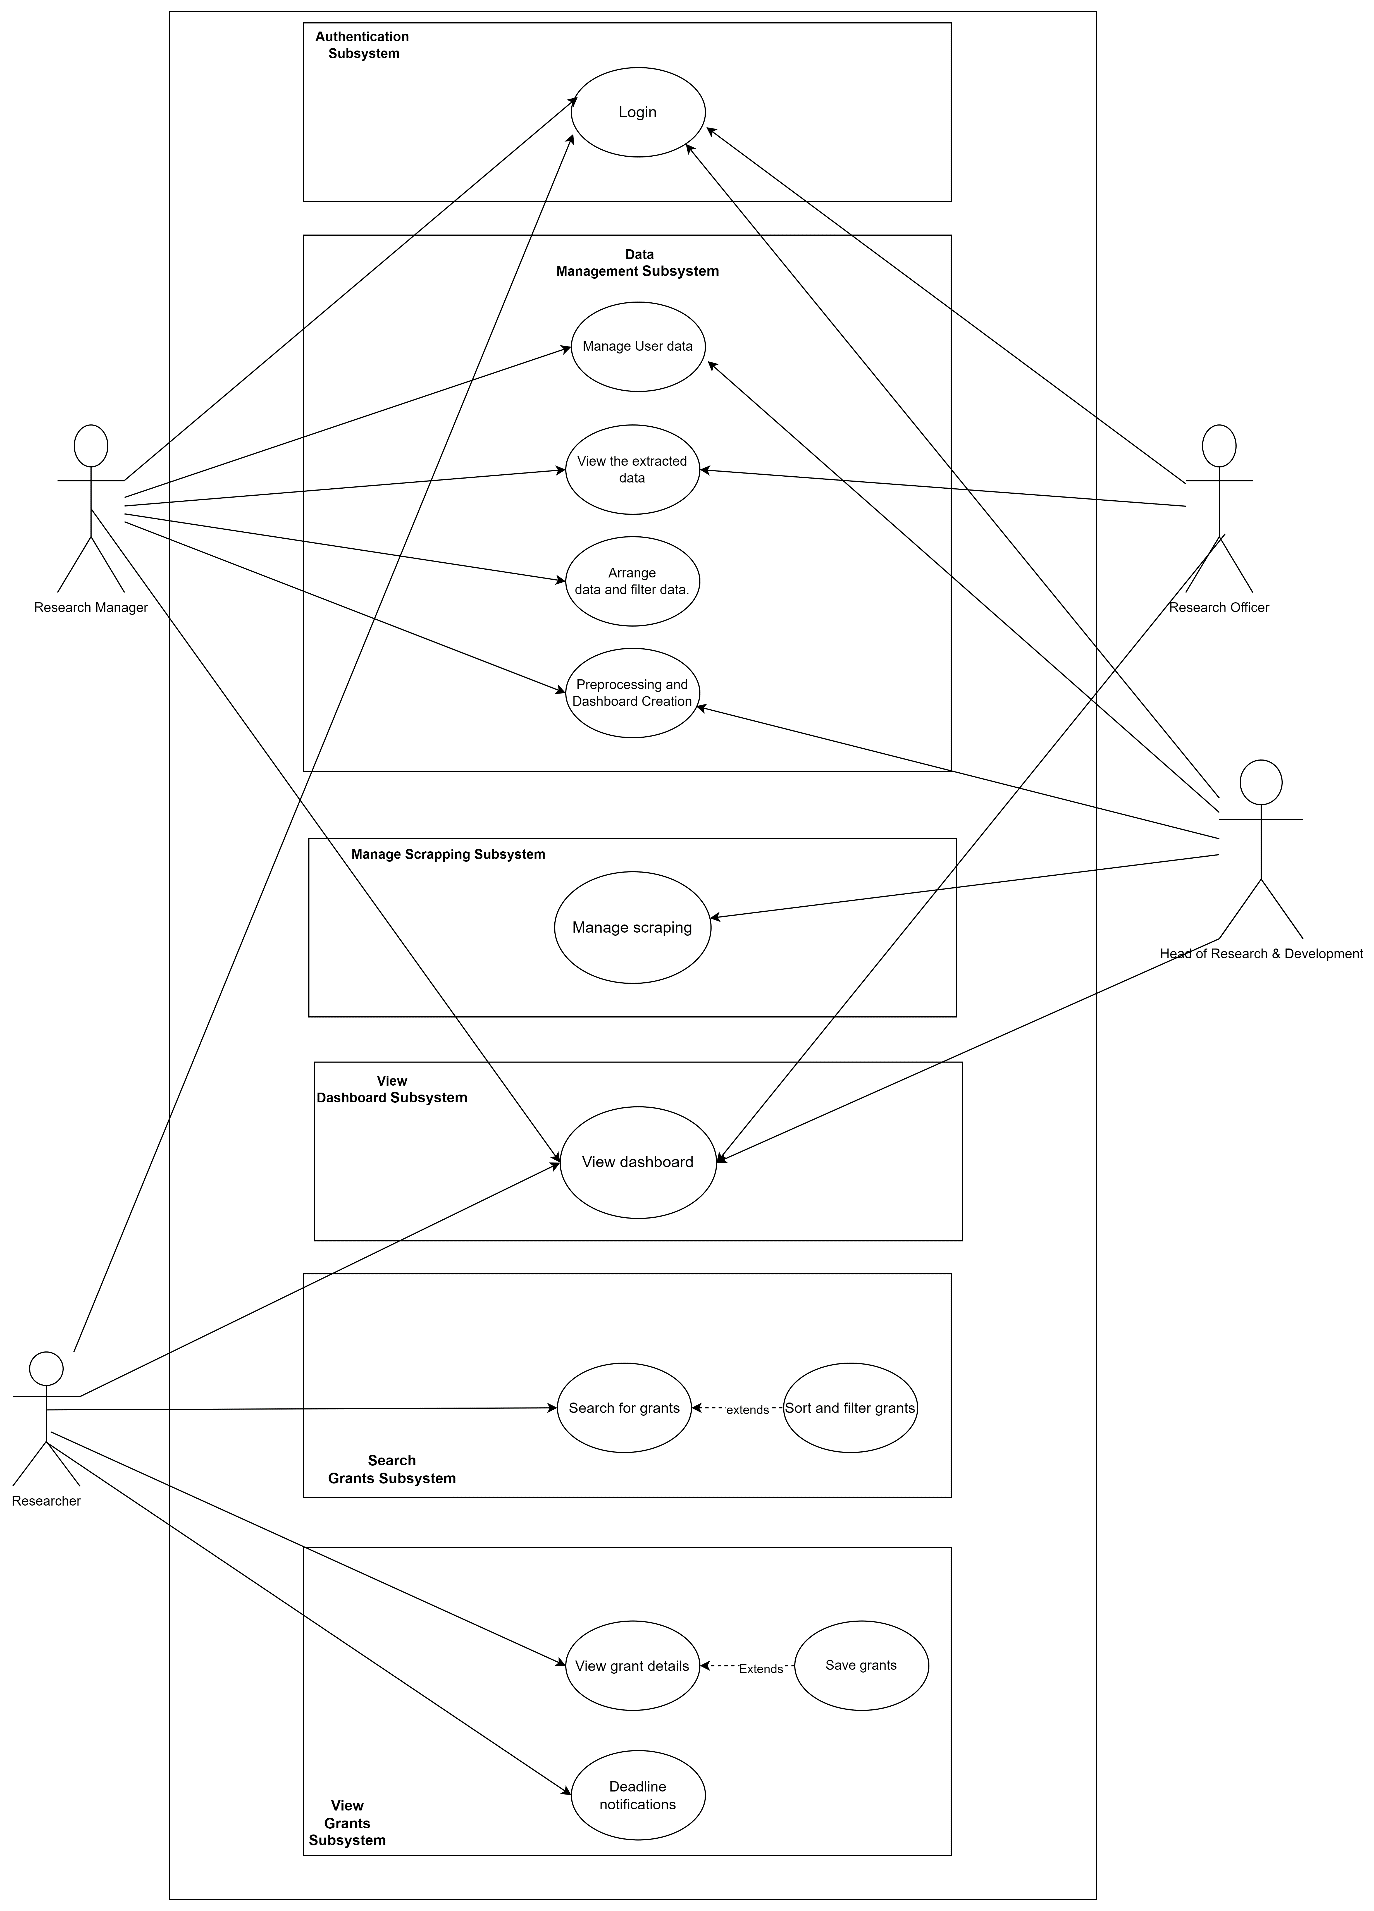 Authentication
Subsystem
Login
Data
Management Subsystem
Manage User data
View the extracted
data
Arrange
data and filter data.
Preprocessing and
Dashboard Creation
Research Manager
Research Officer
Manage Scrapping Subsystem
Manage scraping
Head of Research & Development
View
Dashboard Subsystem
View dashboard
Search for grants
extends
Sort and filter grants
Search
Grants Subsystem
Researcher
View grant details
Extends
Save grants
Deadline
notifications
View
Grants
Subsystem